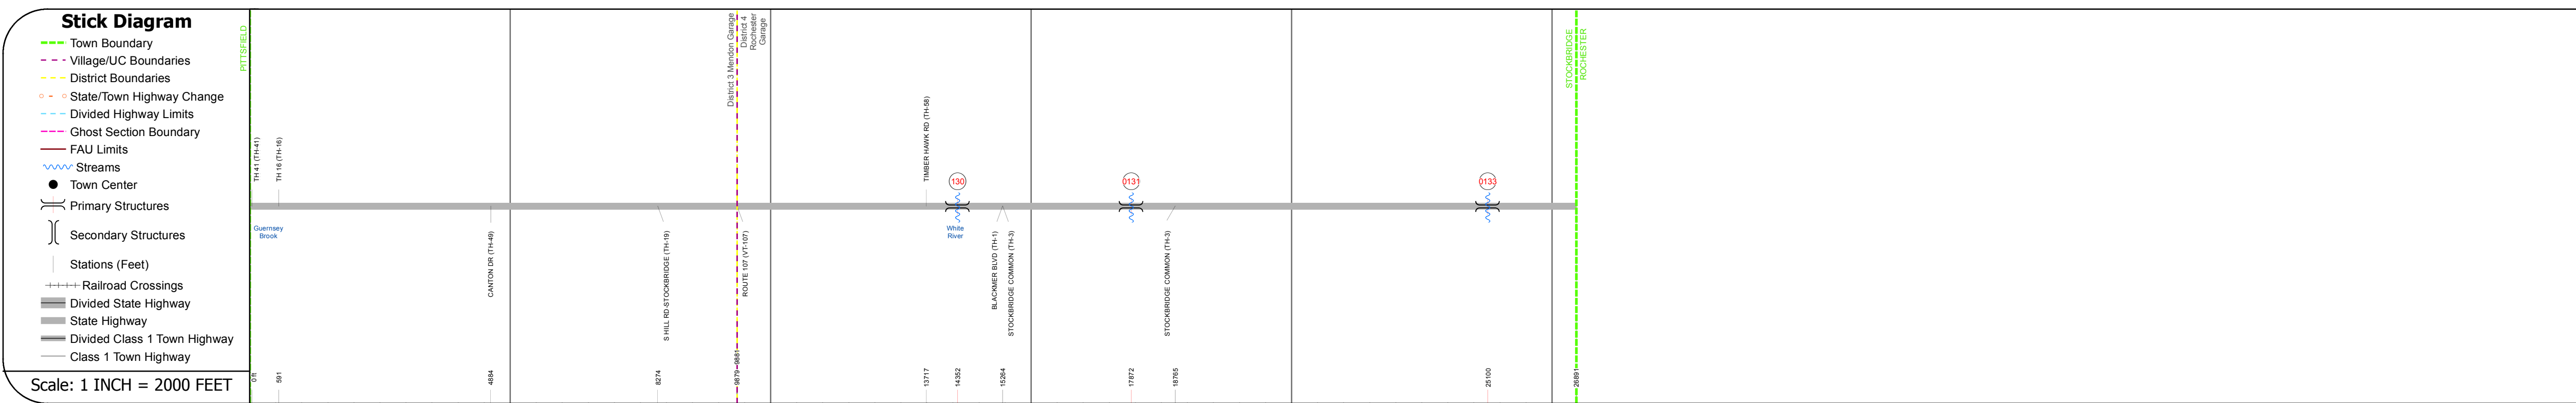 Stick Diagram
Town Boundary
Village/UC Boundaries
District Boundaries
State/Town Highway Change
Divided Highway Limits
Ghost Section Boundary
FAU Limits
Streams
Town Center
Primary Structures
Secondary Structures
Stations (Feet)
Railroad Crossings
Divided State Highway
State Highway
Divided Class 1 Town Highway
Class 1 Town Highway
Scale: 1 INCH = 2000 FEET
PITTSFIELD
District 3 Mendon Garage
District 4
Rochester
Garage
STOCKBRIDGE
ROCHESTER
TH 41 (TH-41)
TH 16 (TH-16)
TIMBER HAWK RD (TH-58)
130
0131
0133
Guernsey
Brook
White
River
CANTON DR (TH-49)
S HILL RD-STOCKBRIDGE (TH-19)
ROUTE 107 (VT-107)
BLACKMER BLVD (TH-1)
STOCKBRIDGE COMMON (TH-3)
STOCKBRIDGE COMMON (TH-3)
0 ft
591
4884
8274
9879
9881
13717
14352
15264
17872
18765
25100
26891